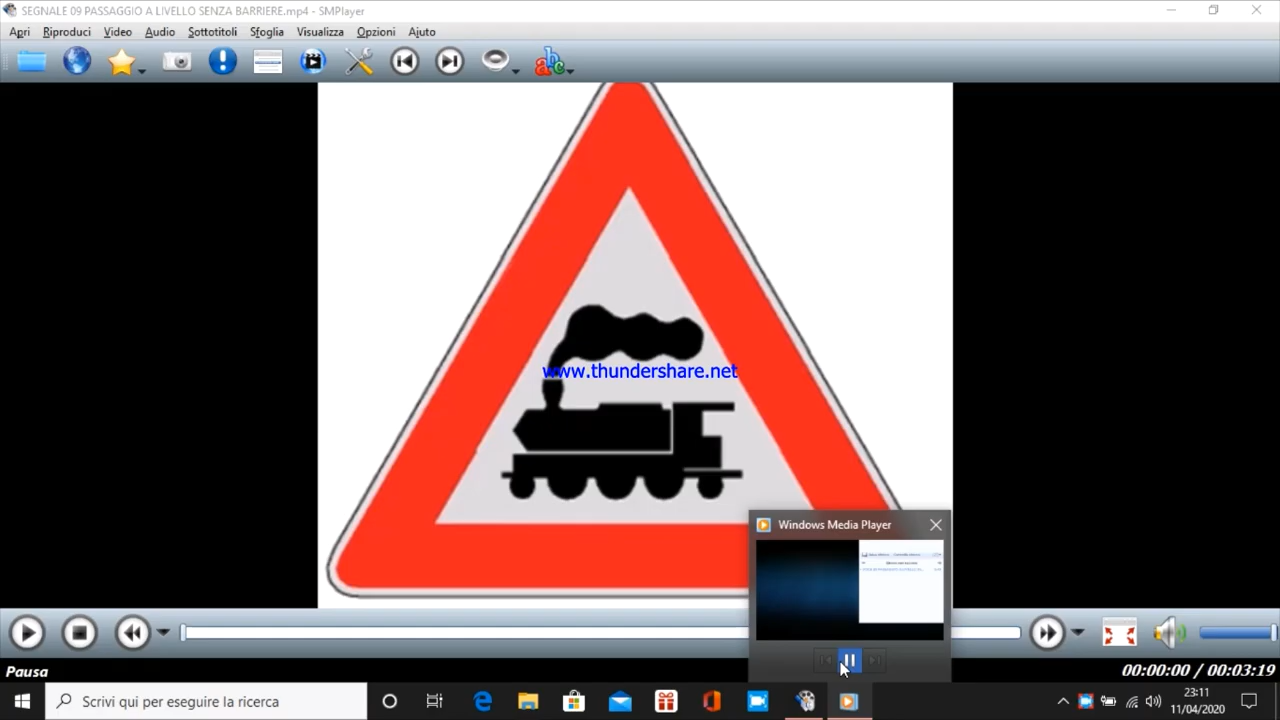 SEGNALE 09 PASSAGGIO A LIVELLO SENZA BARRIERE.mp4 - SMPlayer
Apri Riproduci Video Audio Sottotitoli Sfoglia Visualizza Opzioni Aiuto
abc
www.thundershare.net
Windows Media Player
Pausa
00:00:00 / 00:03:19
Scrivi qui per eseguire la ricerca
23:11
11/04/2020